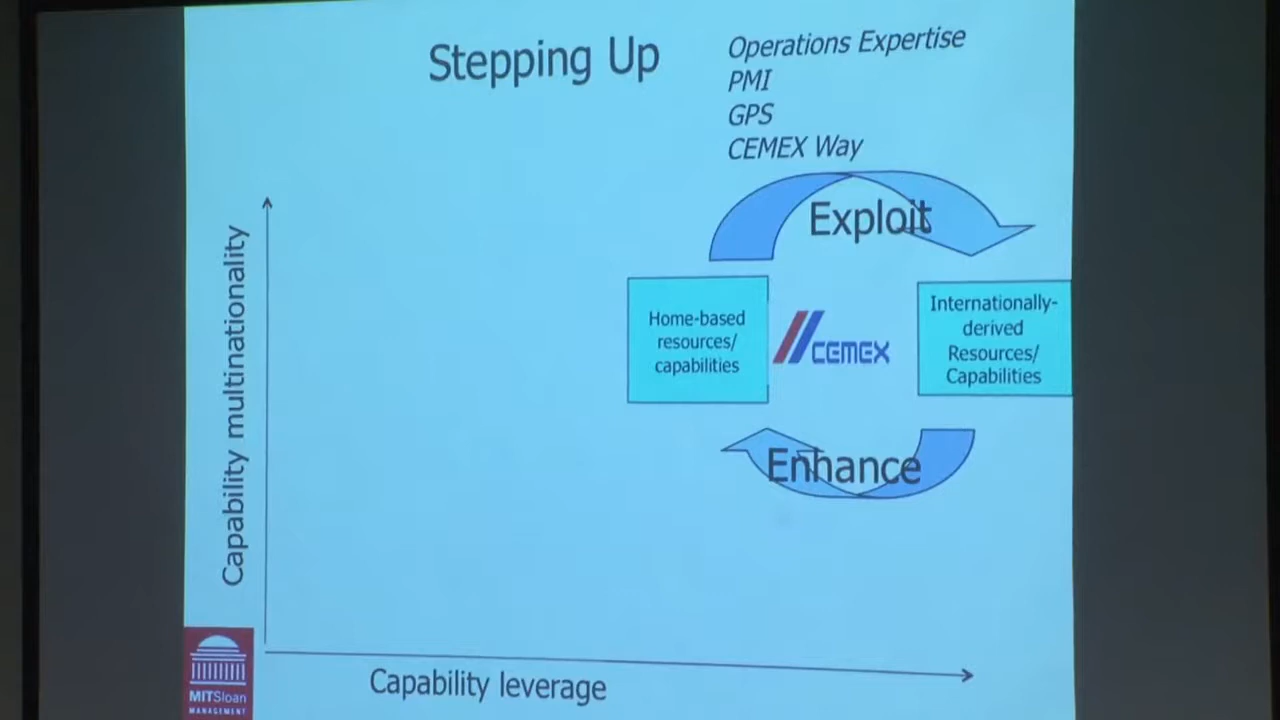 Stepping Up
Operations Expertise
PMI
GPS
CEMEX Way
Exploit
Home-based
resources/
capabilities
CEMEX
Internationally-
derived
Resources/
Capabilities
Enhance
Capability multinationality
Capability leverage
MITSloan
MANAGEMENT